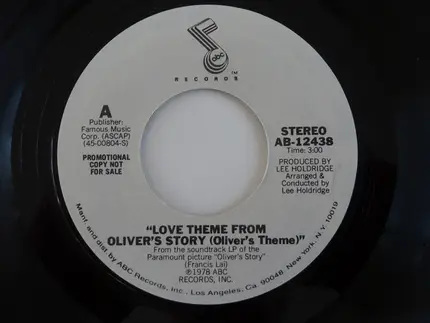 abc
RECORDS ™
A
Publisher:
Famous Music
Corp. (ASCAP)
(45-00804-S)
PROMOTIONAL
COPY NOT
FOR SALE
STEREO
AB-12438
Time: 3:00
PRODUCED BY
LEE HOLDRIDGE
Arranged &
Conducted by
Lee Holdridge
"LOVE THEME FROM
OLIVER'S STORY (Oliver's Theme)"
From the soundtrack LP of the
Paramount picture "Oliver's Story"
(Francis Lai)
℗1978 ABC
RECORDS, INC.
Manf. and dist by ABC Records, Inc. Los Angeles, Ca. 90048 New York, N.Y. 10019